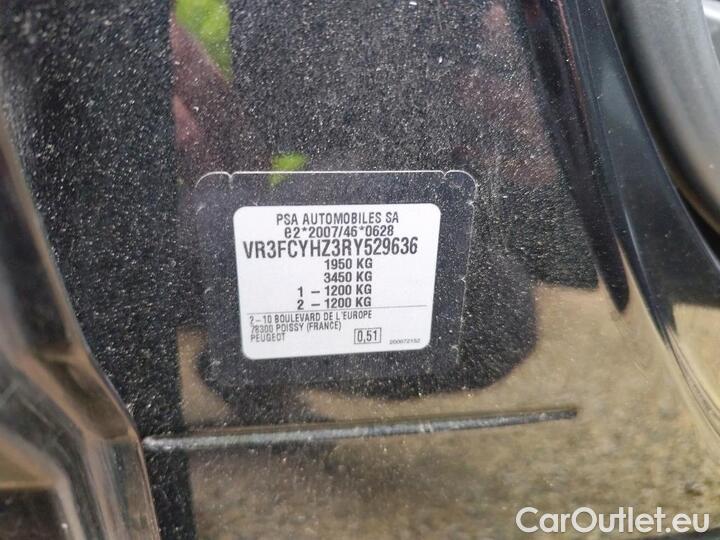 PSA AUTOMOBILES SA
e2*2007/46*0628
VR3FCYHZ3RY529636
1950 KG
3450 KG
1 – 1200 KG
2 – 1200 KG
2–10 BOULEVARD DE L'EUROPE
78300 POISSY (FRANCE)
PEUGEOT
0,51
200072152
CarOutlet.eu